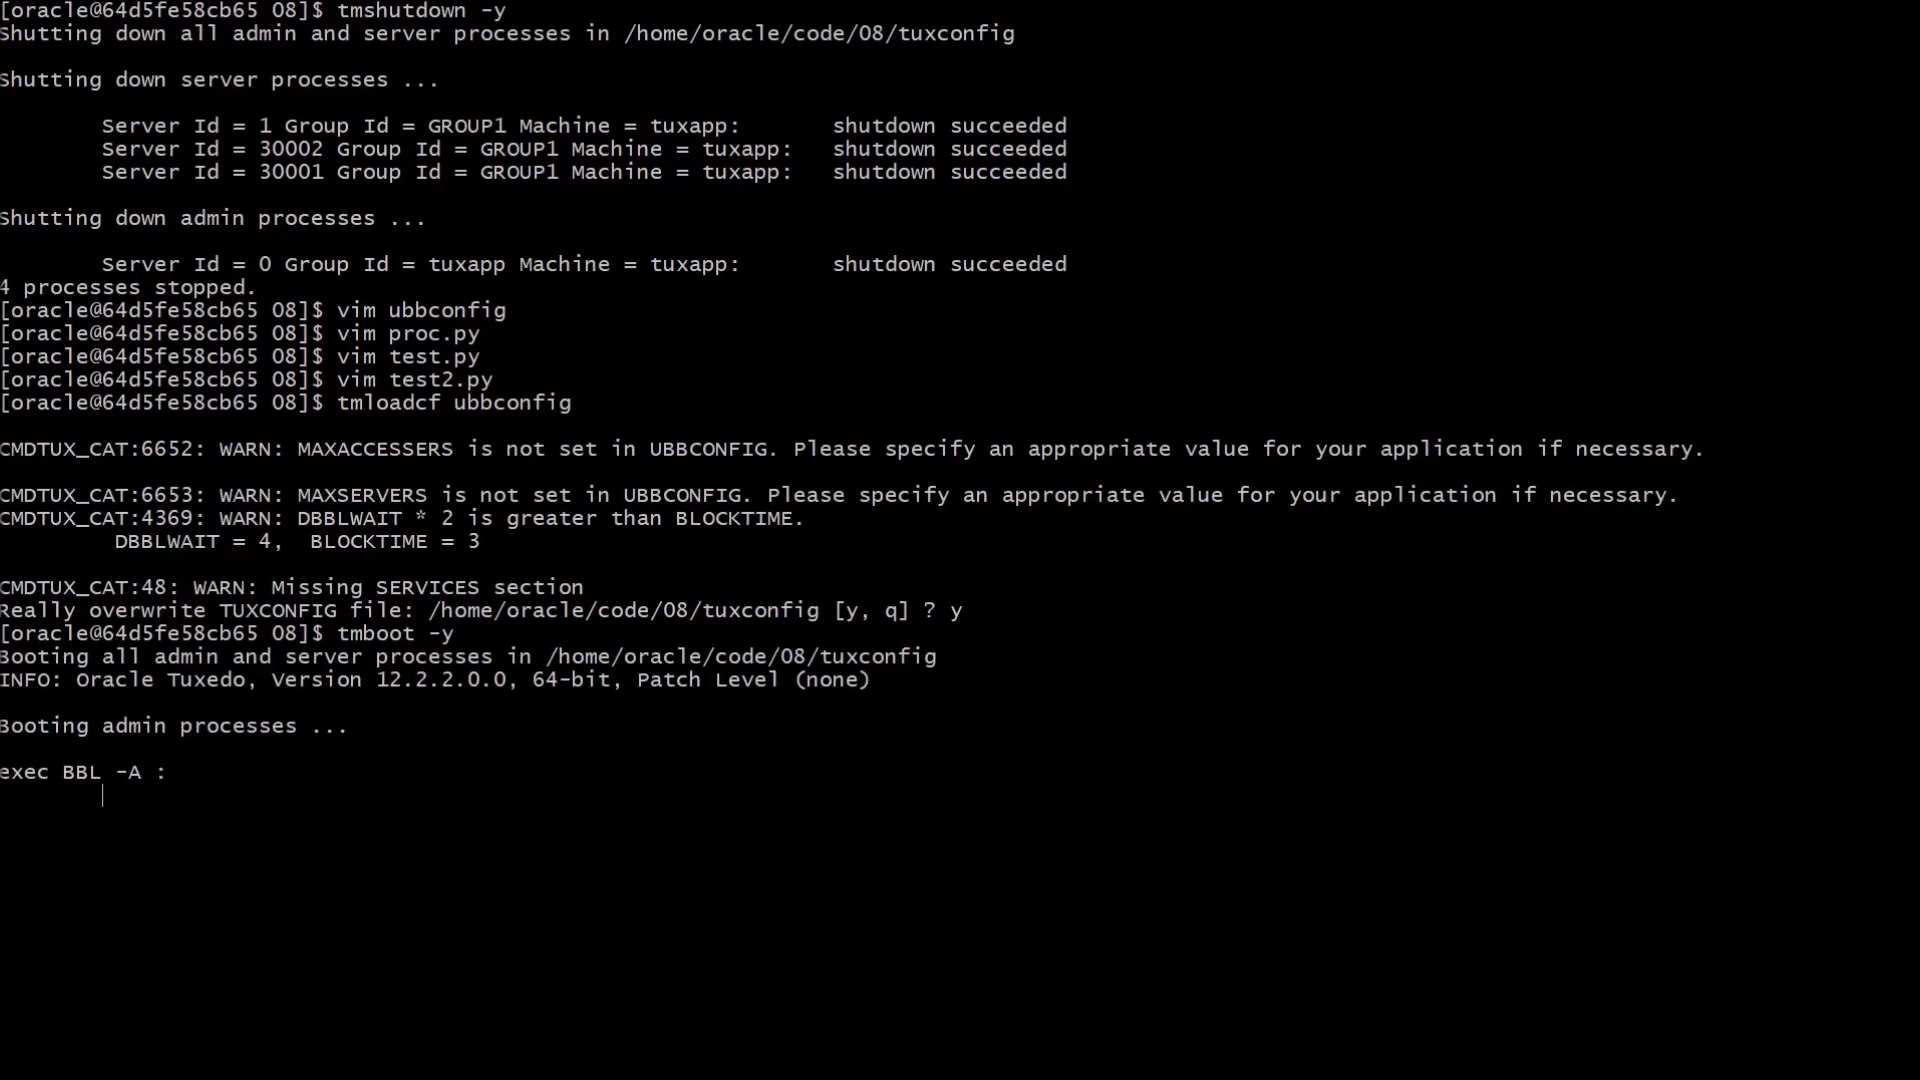 [oracle@64d5fe58cb65 08]$ tmshutdown -y
Shutting down all admin and server processes in /home/oracle/code/08/tuxconfig
Shutting down server processes ...
Server Id = 1 Group Id = GROUP1 Machine = tuxapp: shutdown succeeded
Server Id = 30002 Group Id = GROUP1 Machine = tuxapp: shutdown succeeded
Server Id = 30001 Group Id = GROUP1 Machine = tuxapp: shutdown succeeded
Shutting down admin processes ...
Server Id = 0 Group Id = tuxapp Machine = tuxapp: shutdown succeeded
4 processes stopped.
[oracle@64d5fe58cb65 08]$ vim ubbconfig
[oracle@64d5fe58cb65 08]$ vim proc.py
[oracle@64d5fe58cb65 08]$ vim test.py
[oracle@64d5fe58cb65 08]$ vim test2.py
[oracle@64d5fe58cb65 08]$ tmloadcf ubbconfig
CMDTUX_CAT:6652: WARN: MAXACCESSERS is not set in UBBCONFIG. Please specify an appropriate value for your application if necessary.
CMDTUX_CAT:6653: WARN: MAXSERVERS is not set in UBBCONFIG. Please specify an appropriate value for your application if necessary.
CMDTUX_CAT:4369: WARN: DBBLWAIT * 2 is greater than BLOCKTIME.
DBBLWAIT = 4, BLOCKTIME = 3
CMDTUX_CAT:48: WARN: Missing SERVICES section
Really overwrite TUXCONFIG file: /home/oracle/code/08/tuxconfig [y, q] ? y
[oracle@64d5fe58cb65 08]$ tmboot -y
Booting all admin and server processes in /home/oracle/code/08/tuxconfig
INFO: Oracle Tuxedo, Version 12.2.2.0.0, 64-bit, Patch Level (none)
Booting admin processes ...
exec BBL -A :